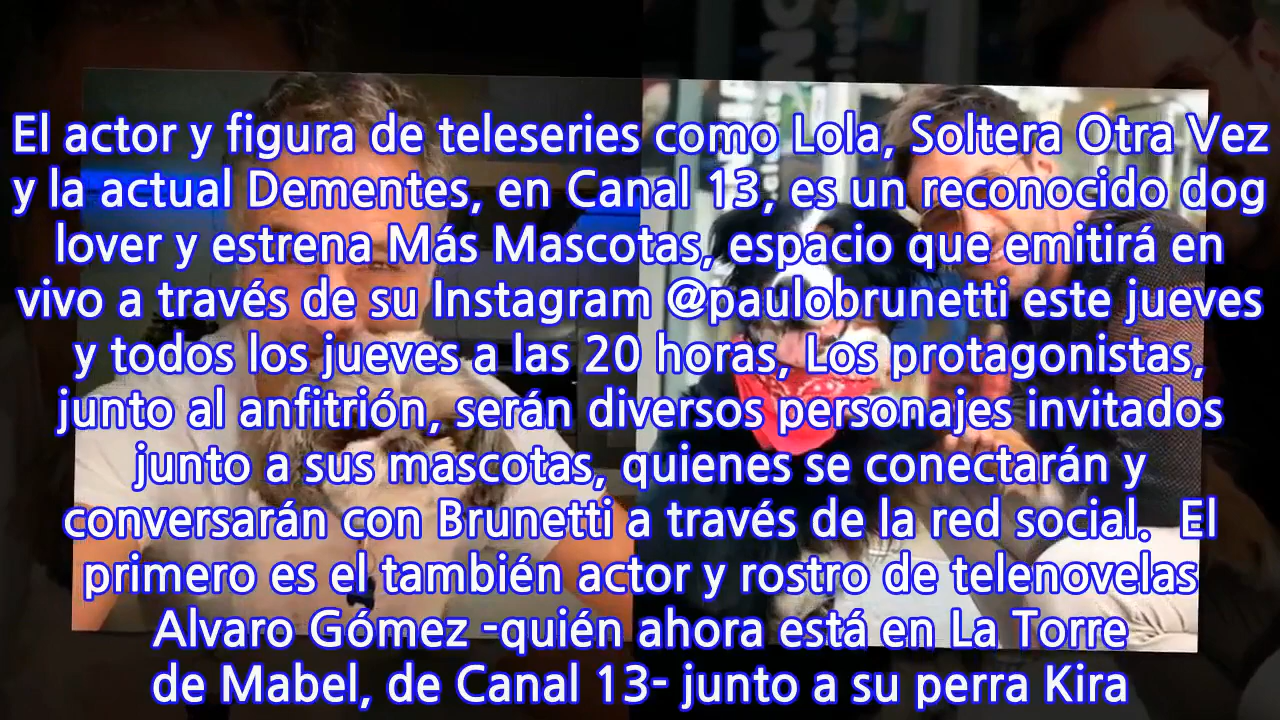 El actor y figura de teleseries como Lola, Soltera Otra Vez
y la actual Dementes, en Canal 13, es un reconocido dog
lover y estrena Más Mascotas, espacio que emitirá en
vivo a través de su Instagram @paulobrunetti este jueves
y todos los jueves a las 20 horas, Los protagonistas,
junto al anfitrión, serán diversos personajes invitados
junto a sus mascotas, quienes se conectarán y
conversarán con Brunetti a través de la red social.  El
primero es el también actor y rostro de telenovelas
Alvaro Gómez -quién ahora está en La Torre
de Mabel, de Canal 13- junto a su perra Kira